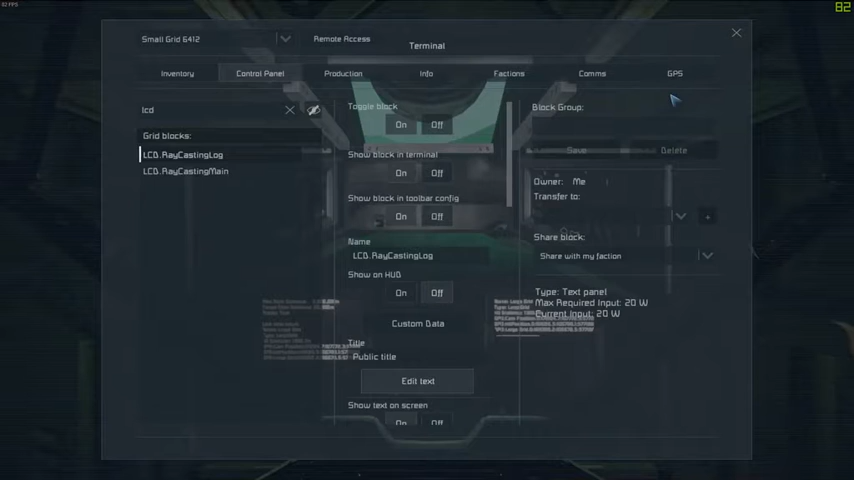 82 FPS
82
Small Grid 6412
Remote Access
Terminal
Inventory
Control Panel
Production
Info
Factions
Comms
GPS
lcd
Grid blocks:
LCD.RayCastingLog
LCD.RayCastingMain
Toggle block
On Off
Show block in terminal
On Off
Show block in toolbar config
On Off
Name
LCD.RayCastingLog
Show on HUD
On Off
Custom Data
Title
Public title
Edit text
Show text on screen
On Off
Block Group:
Save Delete
Owner: Me
Transfer to:
Share block:
Share with my faction
Type: Text panel
Max Required Input: 20 W
Current Input: 20 W